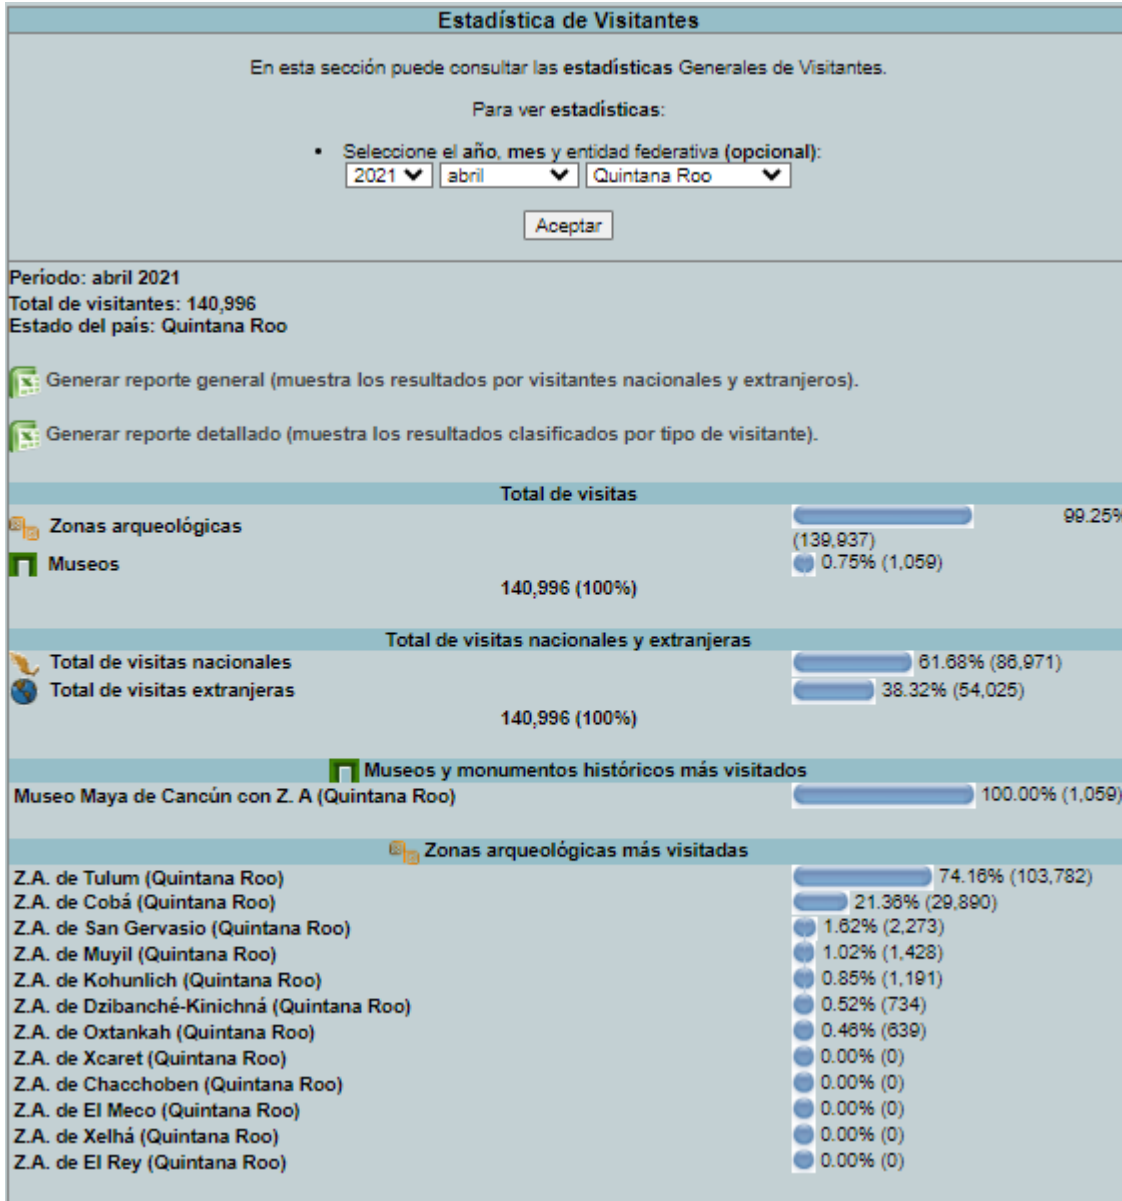 Estadística de Visitantes
En esta sección puede consultar las estadísticas Generales de Visitantes.
Para ver estadísticas:
• Seleccione el año, mes y entidad federativa (opcional):
2021 abril Quintana Roo
Aceptar
Período: abril 2021
Total de visitantes: 140,996
Estado del país: Quintana Roo
Generar reporte general (muestra los resultados por visitantes nacionales y extranjeros).
Generar reporte detallado (muestra los resultados clasificados por tipo de visitante).
Total de visitas
Zonas arqueológicas 99.25%
(139,937)
Museos 0.75% (1,059)
140,996 (100%)
Total de visitas nacionales y extranjeras
Total de visitas nacionales 61.68% (86,971)
Total de visitas extranjeras 38.32% (54,025)
140,996 (100%)
Museos y monumentos históricos más visitados
Museo Maya de Cancún con Z. A (Quintana Roo) 100.00% (1,059)
Zonas arqueológicas más visitadas
Z.A. de Tulum (Quintana Roo) 74.16% (103,782)
Z.A. de Cobá (Quintana Roo) 21.36% (29,890)
Z.A. de San Gervasio (Quintana Roo) 1.62% (2,273)
Z.A. de Muyil (Quintana Roo) 1.02% (1,428)
Z.A. de Kohunlich (Quintana Roo) 0.85% (1,191)
Z.A. de Dzibanché-Kinichná (Quintana Roo) 0.52% (734)
Z.A. de Oxtankah (Quintana Roo) 0.46% (639)
Z.A. de Xcaret (Quintana Roo) 0.00% (0)
Z.A. de Chacchoben (Quintana Roo) 0.00% (0)
Z.A. de El Meco (Quintana Roo) 0.00% (0)
Z.A. de Xelhá (Quintana Roo) 0.00% (0)
Z.A. de El Rey (Quintana Roo) 0.00% (0)